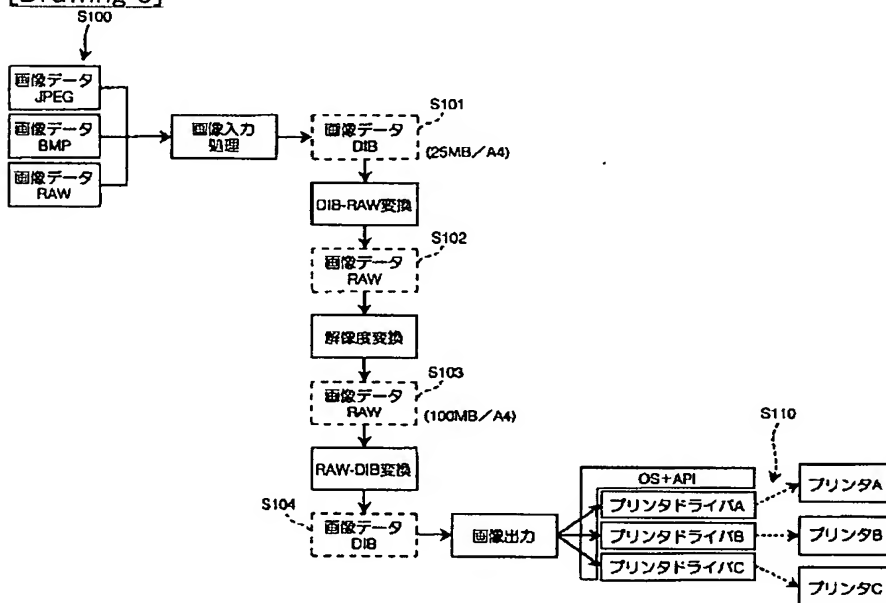 S100
画像データ
JPEG
画像データ
BMP
画像データ
RAW
画像入力
処理
S101
画像データ
DIB
(25MB/A4)
DIB-RAW変換
S102
画像データ
RAW
解像度変換
S103
画像データ
RAW
(100MB/A4)
RAW-DIB変換
S104
画像データ
DIB
画像出力
OS+API
プリンタドライバA
プリンタドライバB
プリンタドライバC
S110
プリンタA
プリンタB
プリンタC